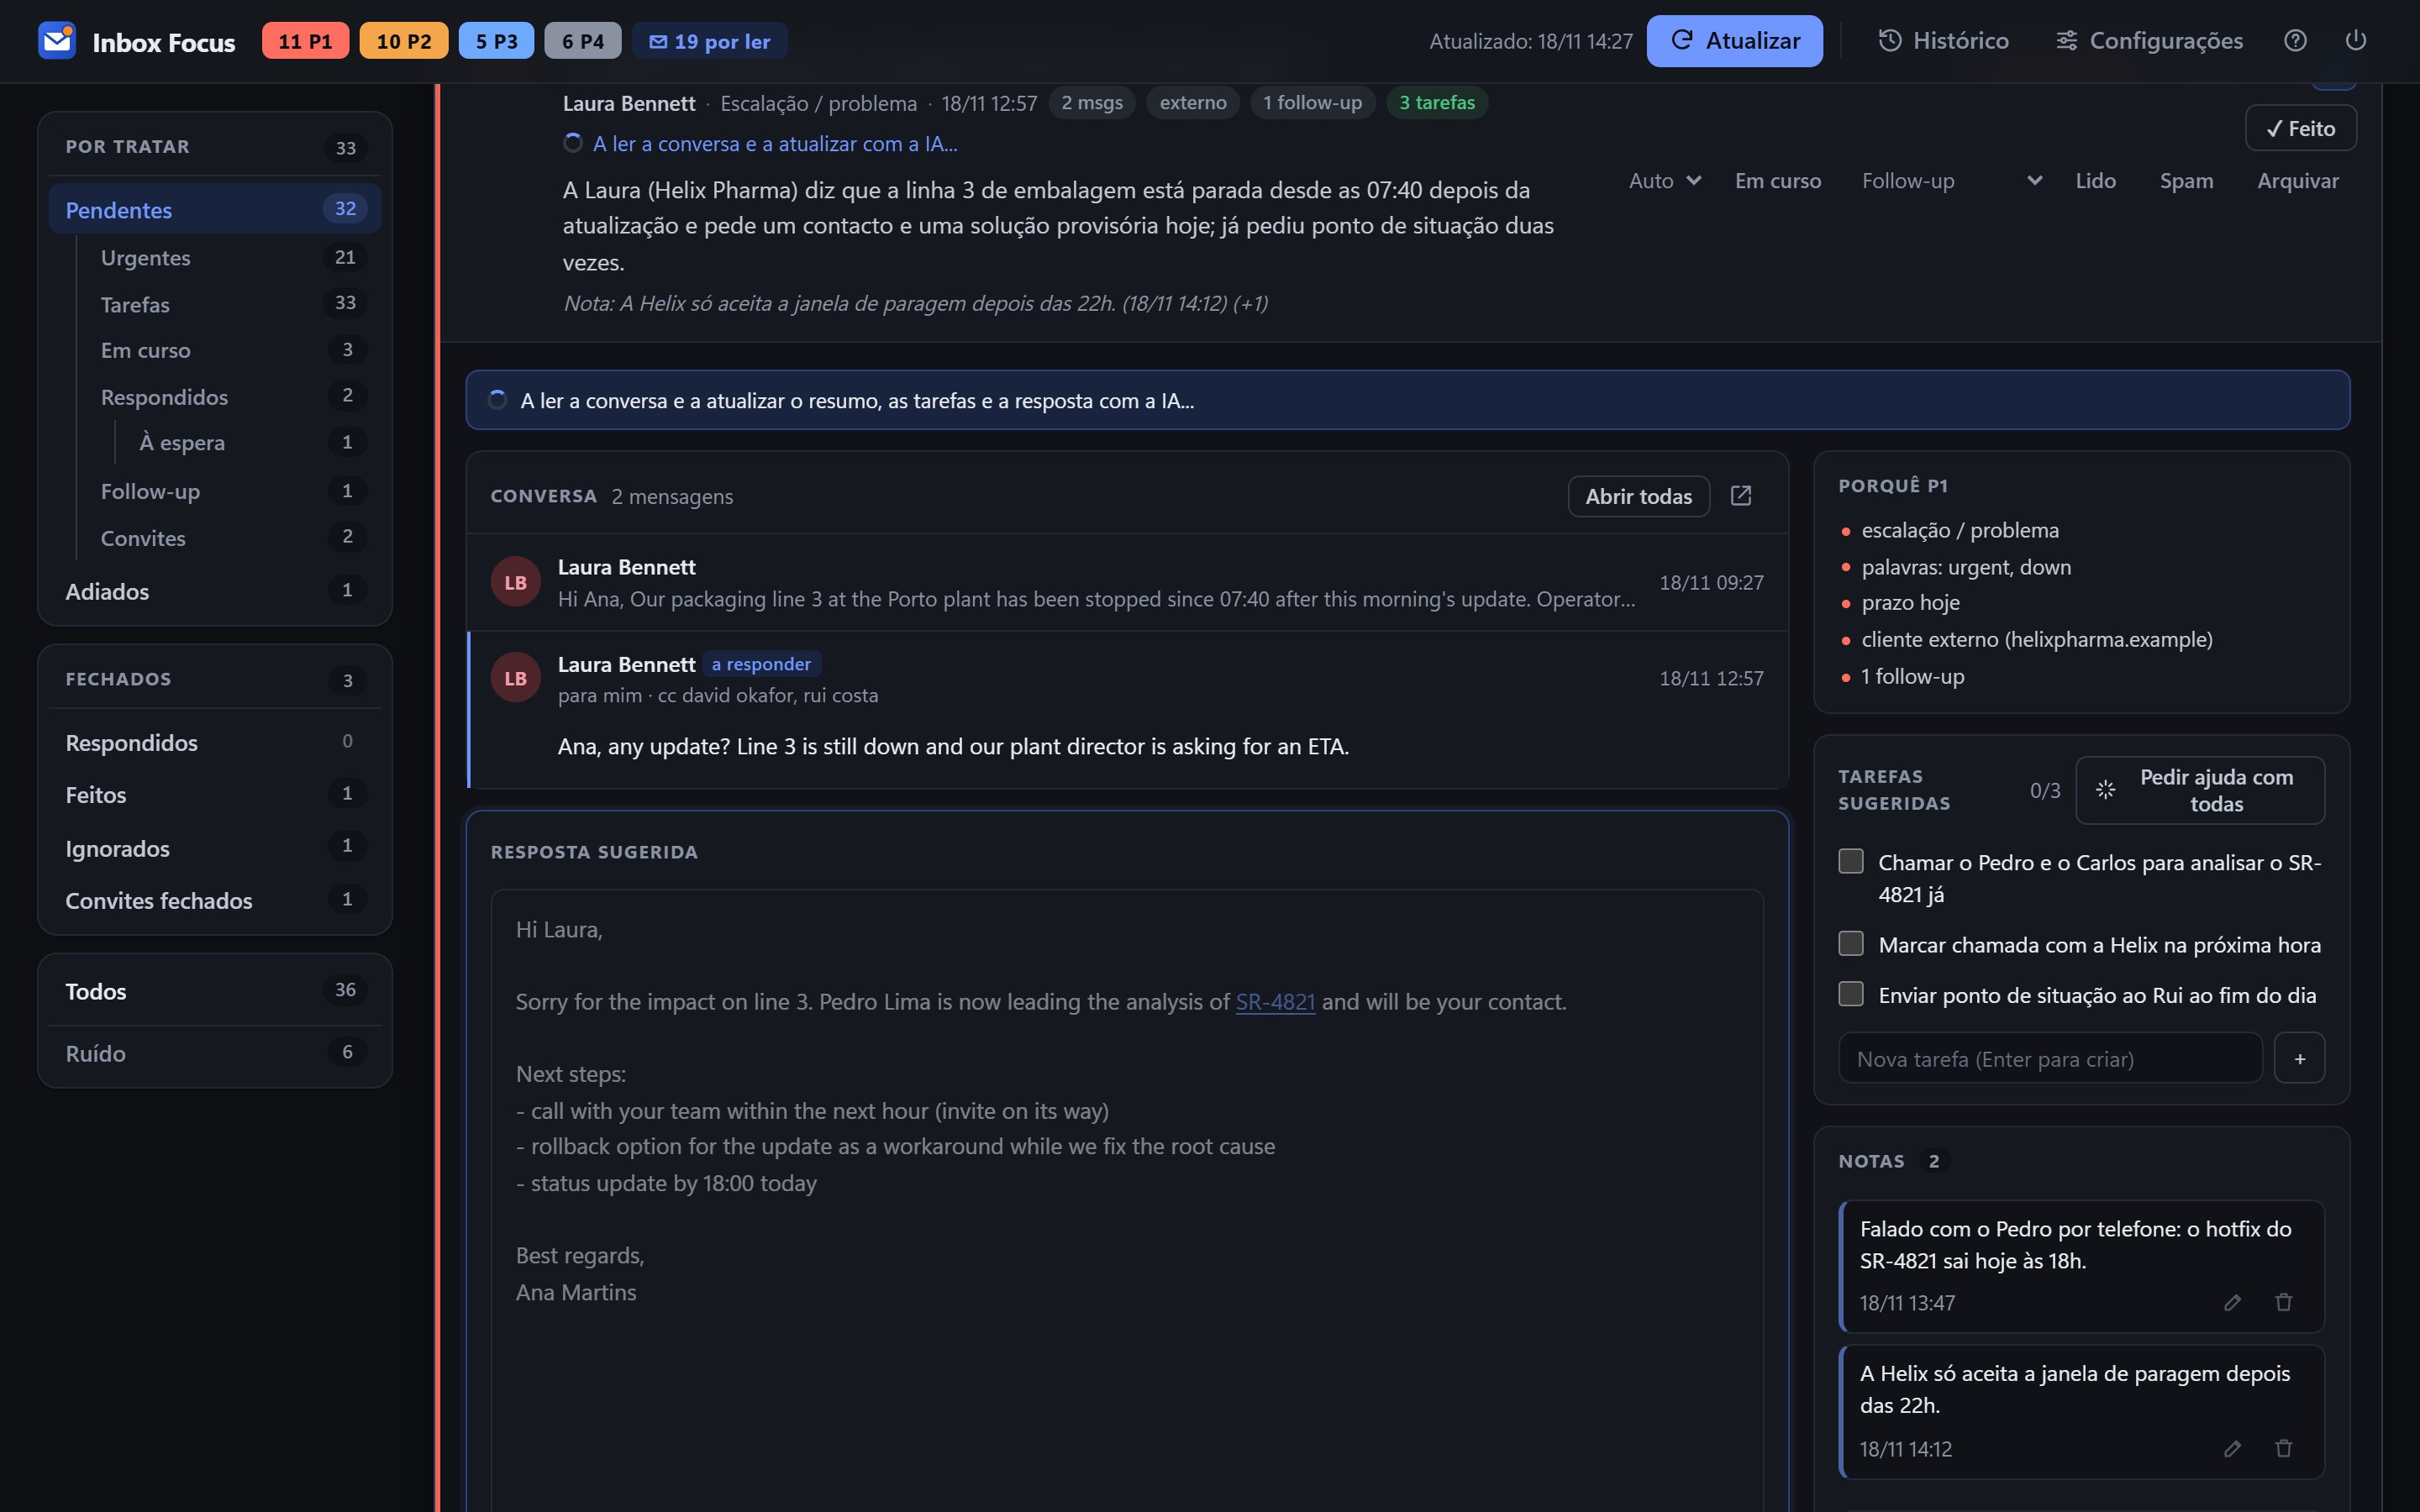 Inbox Focus
11 P1
10 P2
5 P3
6 P4
19 por ler
Atualizado: 18/11 14:27
Atualizar
Histórico
Configurações
POR TRATAR 33
Pendentes 32
Urgentes 21
Tarefas 33
Em curso 3
Respondidos 2
À espera 1
Follow-up 1
Convites 2
Adiados 1
FECHADOS 3
Respondidos 0
Feitos 1
Ignorados 1
Convites fechados 1
Todos 36
Ruído 6
Laura Bennett · Escalação / problema · 18/11 12:57 2 msgs externo 1 follow-up 3 tarefas
✓ Feito
A ler a conversa e a atualizar com a IA...
Auto Em curso Follow-up Lido Spam Arquivar
A Laura (Helix Pharma) diz que a linha 3 de embalagem está parada desde as 07:40 depois da
atualização e pede um contacto e uma solução provisória hoje; já pediu ponto de situação duas
vezes.
Nota: A Helix só aceita a janela de paragem depois das 22h. (18/11 14:12) (+1)
A ler a conversa e a atualizar o resumo, as tarefas e a resposta com a IA...
CONVERSA 2 mensagens
Abrir todas
LB
Laura Bennett
18/11 09:27
Hi Ana, Our packaging line 3 at the Porto plant has been stopped since 07:40 after this morning's update. Operator...
LB
Laura Bennett a responder
18/11 12:57
para mim · cc david okafor, rui costa
Ana, any update? Line 3 is still down and our plant director is asking for an ETA.
RESPOSTA SUGERIDA
Hi Laura,
Sorry for the impact on line 3. Pedro Lima is now leading the analysis of SR-4821 and will be your contact.
Next steps:
- call with your team within the next hour (invite on its way)
- rollback option for the update as a workaround while we fix the root cause
- status update by 18:00 today
Best regards,
Ana Martins
PORQUÊ P1
escalação / problema
palavras: urgent, down
prazo hoje
cliente externo (helixpharma.example)
1 follow-up
TAREFAS
SUGERIDAS
0/3
Pedir ajuda com
todas
Chamar o Pedro e o Carlos para analisar o SR-
4821 já
Marcar chamada com a Helix na próxima hora
Enviar ponto de situação ao Rui ao fim do dia
Nova tarefa (Enter para criar)
+
NOTAS 2
Falado com o Pedro por telefone: o hotfix do
SR-4821 sai hoje às 18h.
18/11 13:47
A Helix só aceita a janela de paragem depois
das 22h.
18/11 14:12